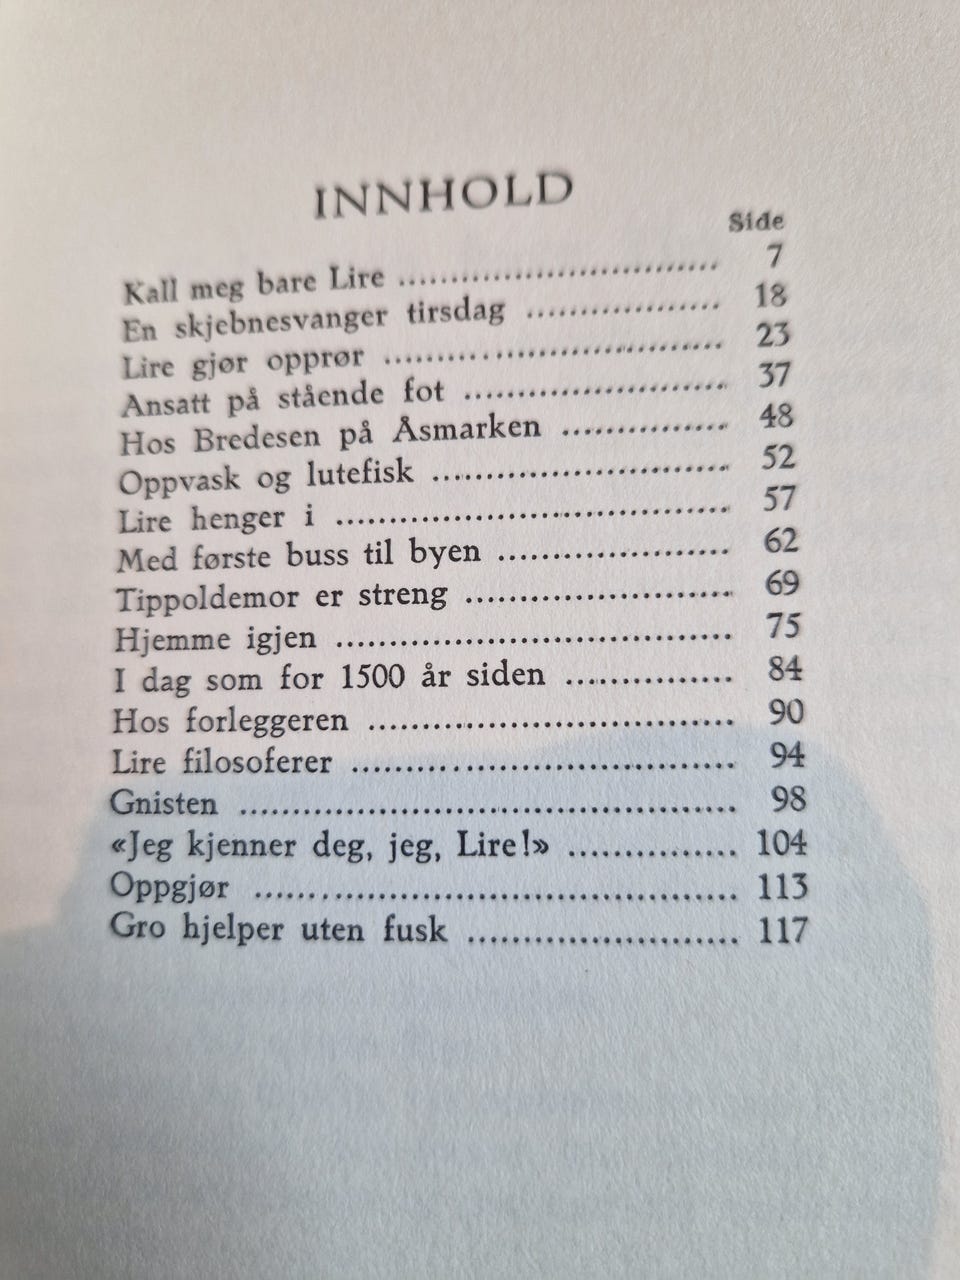 INNHOLD
Side
Kall meg bare Lire ................................ 7
En skjebnesvanger tirsdag .................. 18
Lire gjør opprør .................................. 23
Ansatt på stående fot .......................... 37
Hos Bredesen på Åsmarken ................ 48
Oppvask og lutefisk ............................ 52
Lire henger i ........................................ 57
Med første buss til byen ...................... 62
Tippoldemor er streng ........................ 69
Hjemme igjen ...................................... 75
I dag som for 1500 år siden ................ 84
Hos forleggeren .................................. 90
Lire filosoferer .................................... 94
Gnisten ................................................ 98
«Jeg kjenner deg, jeg, Lire!» ................ 104
Oppgjør .............................................. 113
Gro hjelper uten fusk .......................... 117